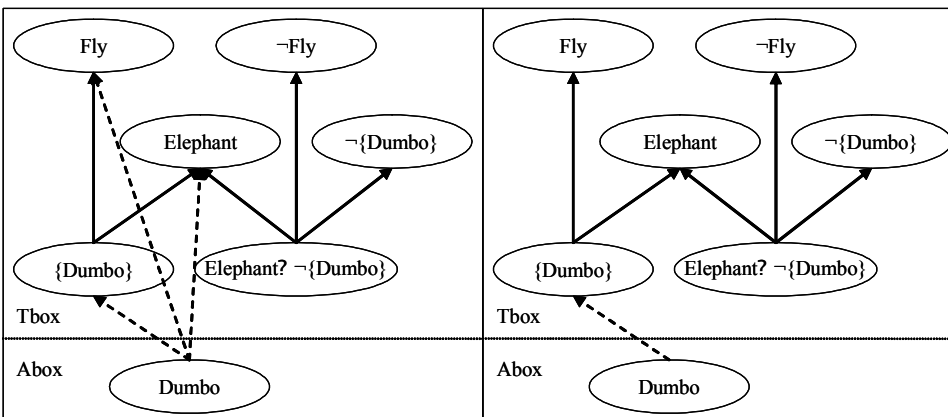 Fly
¬Fly
Elephant
¬{Dumbo}
{Dumbo}
Elephant? ¬{Dumbo}
Tbox
Abox
Dumbo
Fly
¬Fly
Elephant
¬{Dumbo}
{Dumbo}
Elephant? ¬{Dumbo}
Tbox
Abox
Dumbo